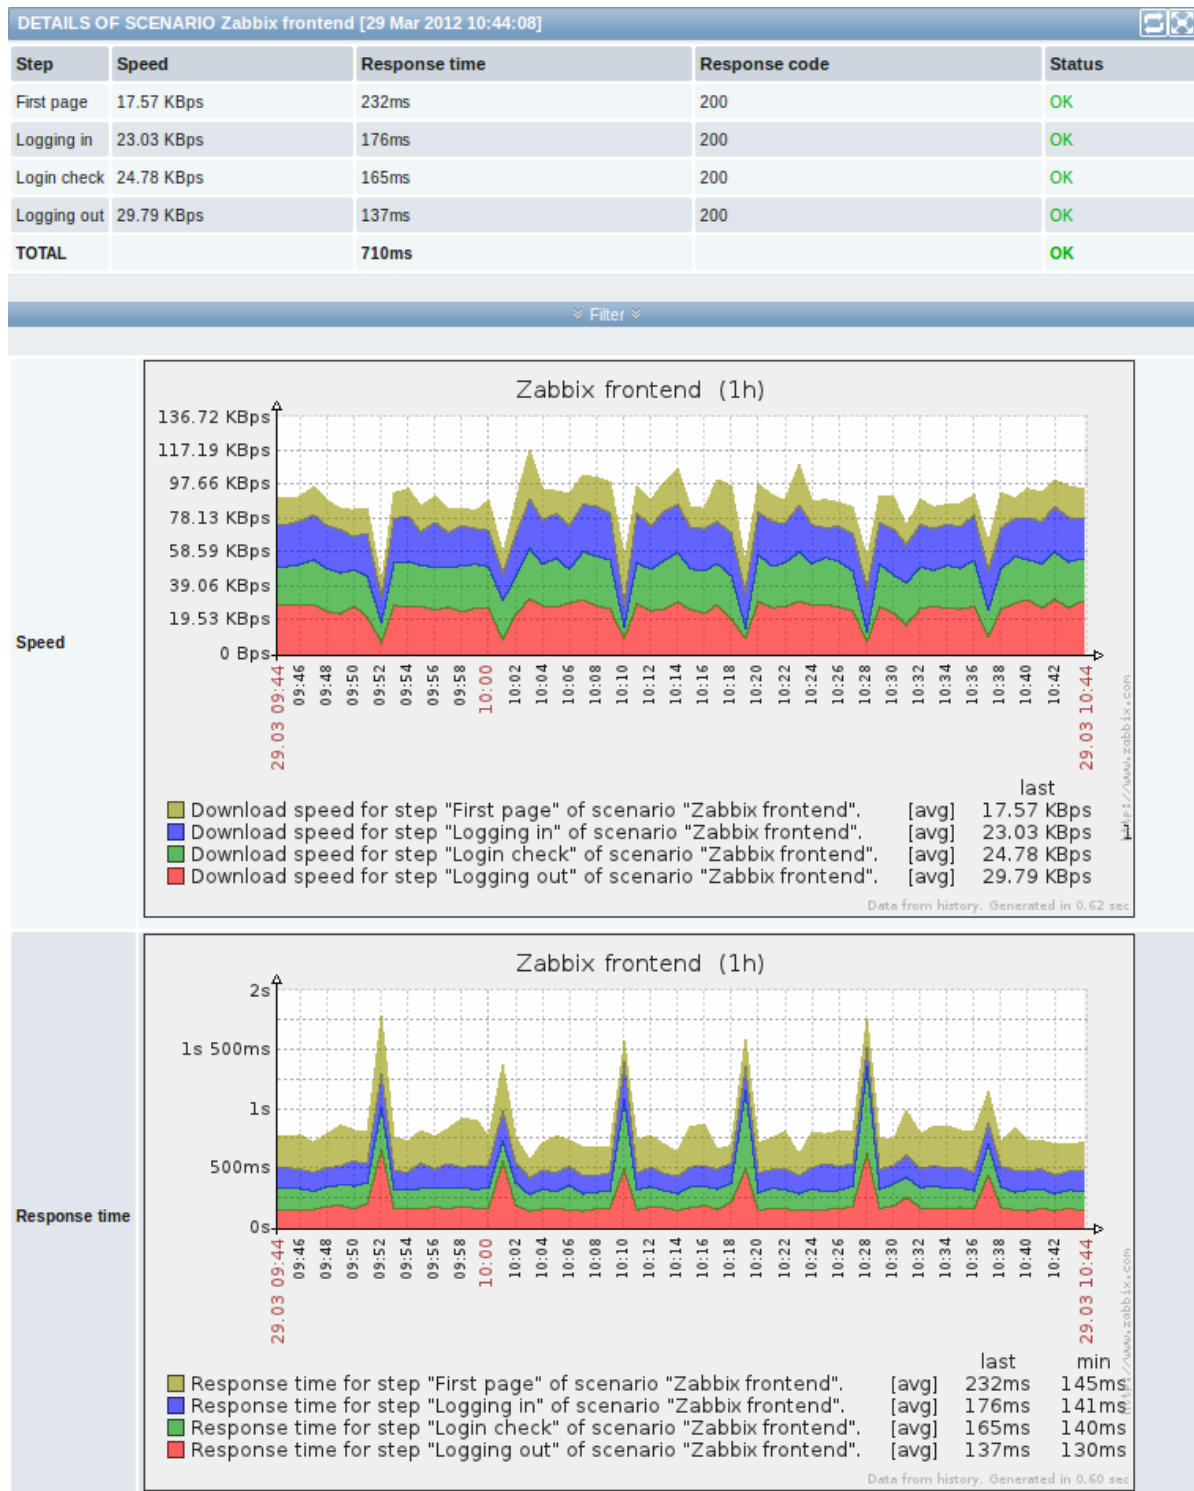 DETAILS OF SCENARIO Zabbix frontend [29 Mar 2012 10:44:08]
Step Speed Response time Response code Status
First page 17.57 KBps 232ms 200 OK
Logging in 23.03 KBps 176ms 200 OK
Login check 24.78 KBps 165ms 200 OK
Logging out 29.79 KBps 137ms 200 OK
TOTAL 710ms OK
Filter
Speed
Zabbix frontend (1h)
136.72 KBps
117.19 KBps
97.66 KBps
78.13 KBps
58.59 KBps
39.06 KBps
19.53 KBps
0 Bps
29.03 09:44 09:46 09:48 09:50 09:52 09:54 09:56 09:58 10:00 10:02 10:04 10:06 10:08 10:10 10:12 10:14 10:16 10:18 10:20 10:22 10:24 10:26 10:28 10:30 10:32 10:34 10:36 10:38 10:40 10:42 29.03 10:44
http://www.zabbix.com
last
Download speed for step "First page" of scenario "Zabbix frontend". [avg] 17.57 KBps
Download speed for step "Logging in" of scenario "Zabbix frontend". [avg] 23.03 KBps 1
Download speed for step "Login check" of scenario "Zabbix frontend". [avg] 24.78 KBps
Download speed for step "Logging out" of scenario "Zabbix frontend". [avg] 29.79 KBps
Data from history. Generated in 0.62 sec
Response time
Zabbix frontend (1h)
2s
1s 500ms
1s
500ms
0s
29.03 09:44 09:46 09:48 09:50 09:52 09:54 09:56 09:58 10:00 10:02 10:04 10:06 10:08 10:10 10:12 10:14 10:16 10:18 10:20 10:22 10:24 10:26 10:28 10:30 10:32 10:34 10:36 10:38 10:40 10:42 29.03 10:44
http://www.zabbix.com
last min
Response time for step "First page" of scenario "Zabbix frontend". [avg] 232ms 145ms
Response time for step "Logging in" of scenario "Zabbix frontend". [avg] 176ms 141ms
Response time for step "Login check" of scenario "Zabbix frontend". [avg] 165ms 140ms
Response time for step "Logging out" of scenario "Zabbix frontend". [avg] 137ms 130ms
Data from history. Generated in 0.60 sec